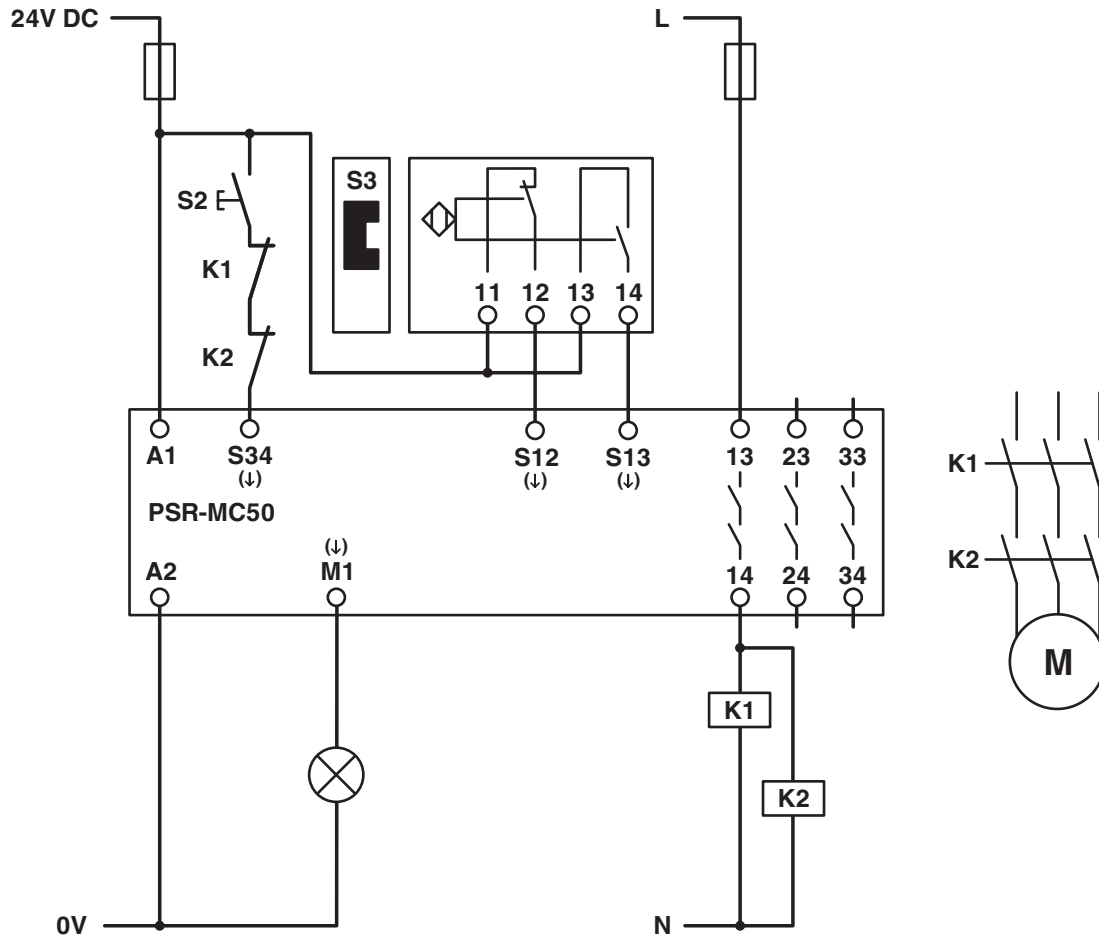 24V DC
L
S2
S3
K1
11 12 13 14
K2
A1 S34 S12 S13 13 23 33
(↓) (↓) (↓)
PSR-MC50
K1
(↓)
A2 M1 14 24 34
K2
M
K1
K2
0V N